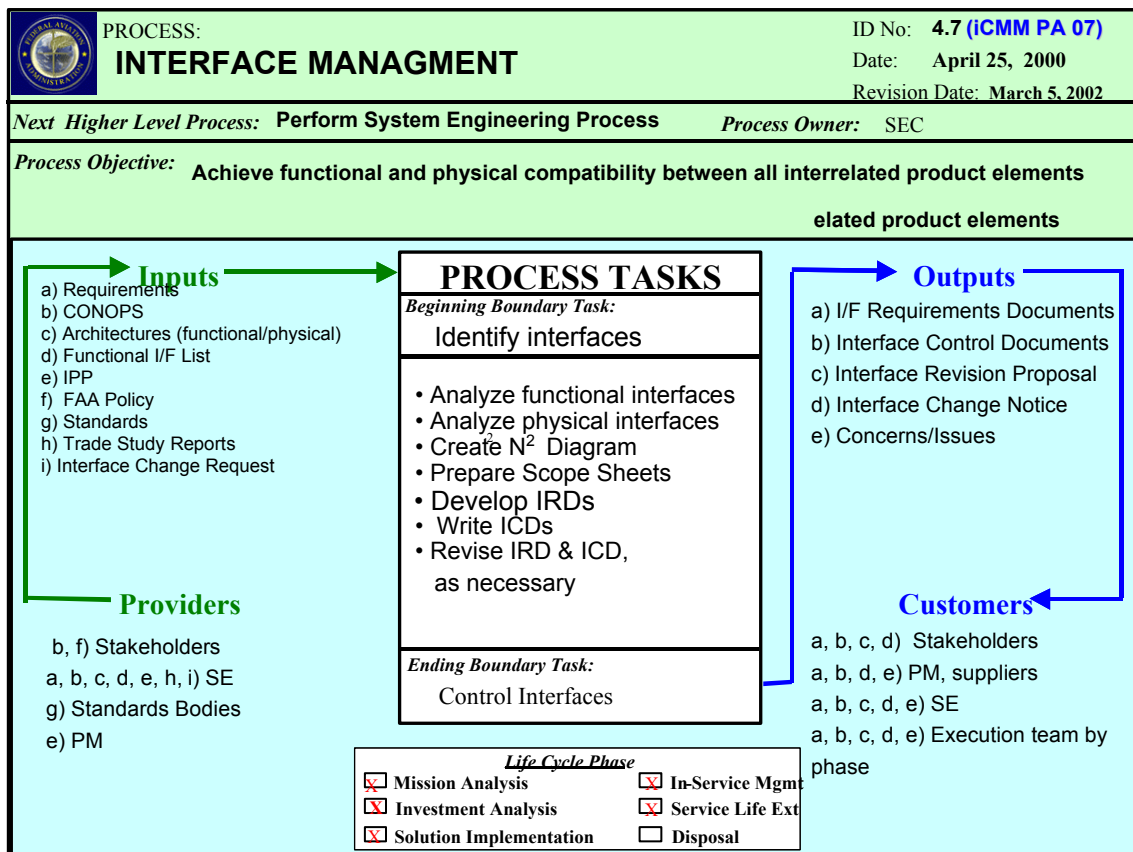 FEDERAL AVIATION
ADMINISTRATION
PROCESS:
INTERFACE MANAGMENT
ID No: 4.7 (iCMM PA 07)
Date: April 25, 2000
Revision Date: March 5, 2002
Next Higher Level Process: Perform System Engineering Process
Process Owner: SEC
Process Objective: Achieve functional and physical compatibility between all interrelated product elements
elated product elements
Inputs
a) Requirements
b) CONOPS
c) Architectures (functional/physical)
d) Functional I/F List
e) IPP
f) FAA Policy
g) Standards
h) Trade Study Reports
i) Interface Change Request
Providers
b, f) Stakeholders
a, b, c, d, e, h, i) SE
g) Standards Bodies
e) PM
PROCESS TASKS
Beginning Boundary Task:
Identify interfaces
• Analyze functional interfaces
• Analyze physical interfaces
• Create N² Diagram
2
• Prepare Scope Sheets
• Develop IRDs
• Write ICDs
• Revise IRD & ICD,
as necessary
Ending Boundary Task:
Control Interfaces
Outputs
a) I/F Requirements Documents
b) Interface Control Documents
c) Interface Revision Proposal
d) Interface Change Notice
e) Concerns/Issues
Customers
a, b, c, d) Stakeholders
a, b, d, e) PM, suppliers
a, b, c, d, e) SE
a, b, c, d, e) Execution team by
phase
Life Cycle Phase
X Mission Analysis
X Investment Analysis
X Solution Implementation
X In-Service Mgmt
X Service Life Ext
Disposal